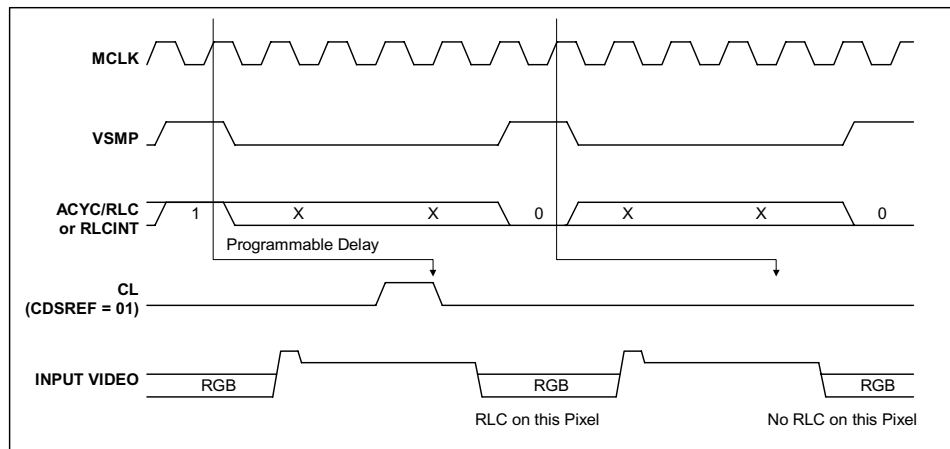 MCLK
VSMP
ACYC/RLC
or RLCINT
1 X X 0 X X 0
Programmable Delay
CL
(CDSREF = 01)
INPUT VIDEO
RGB RGB RGB
RLC on this Pixel
No RLC on this Pixel